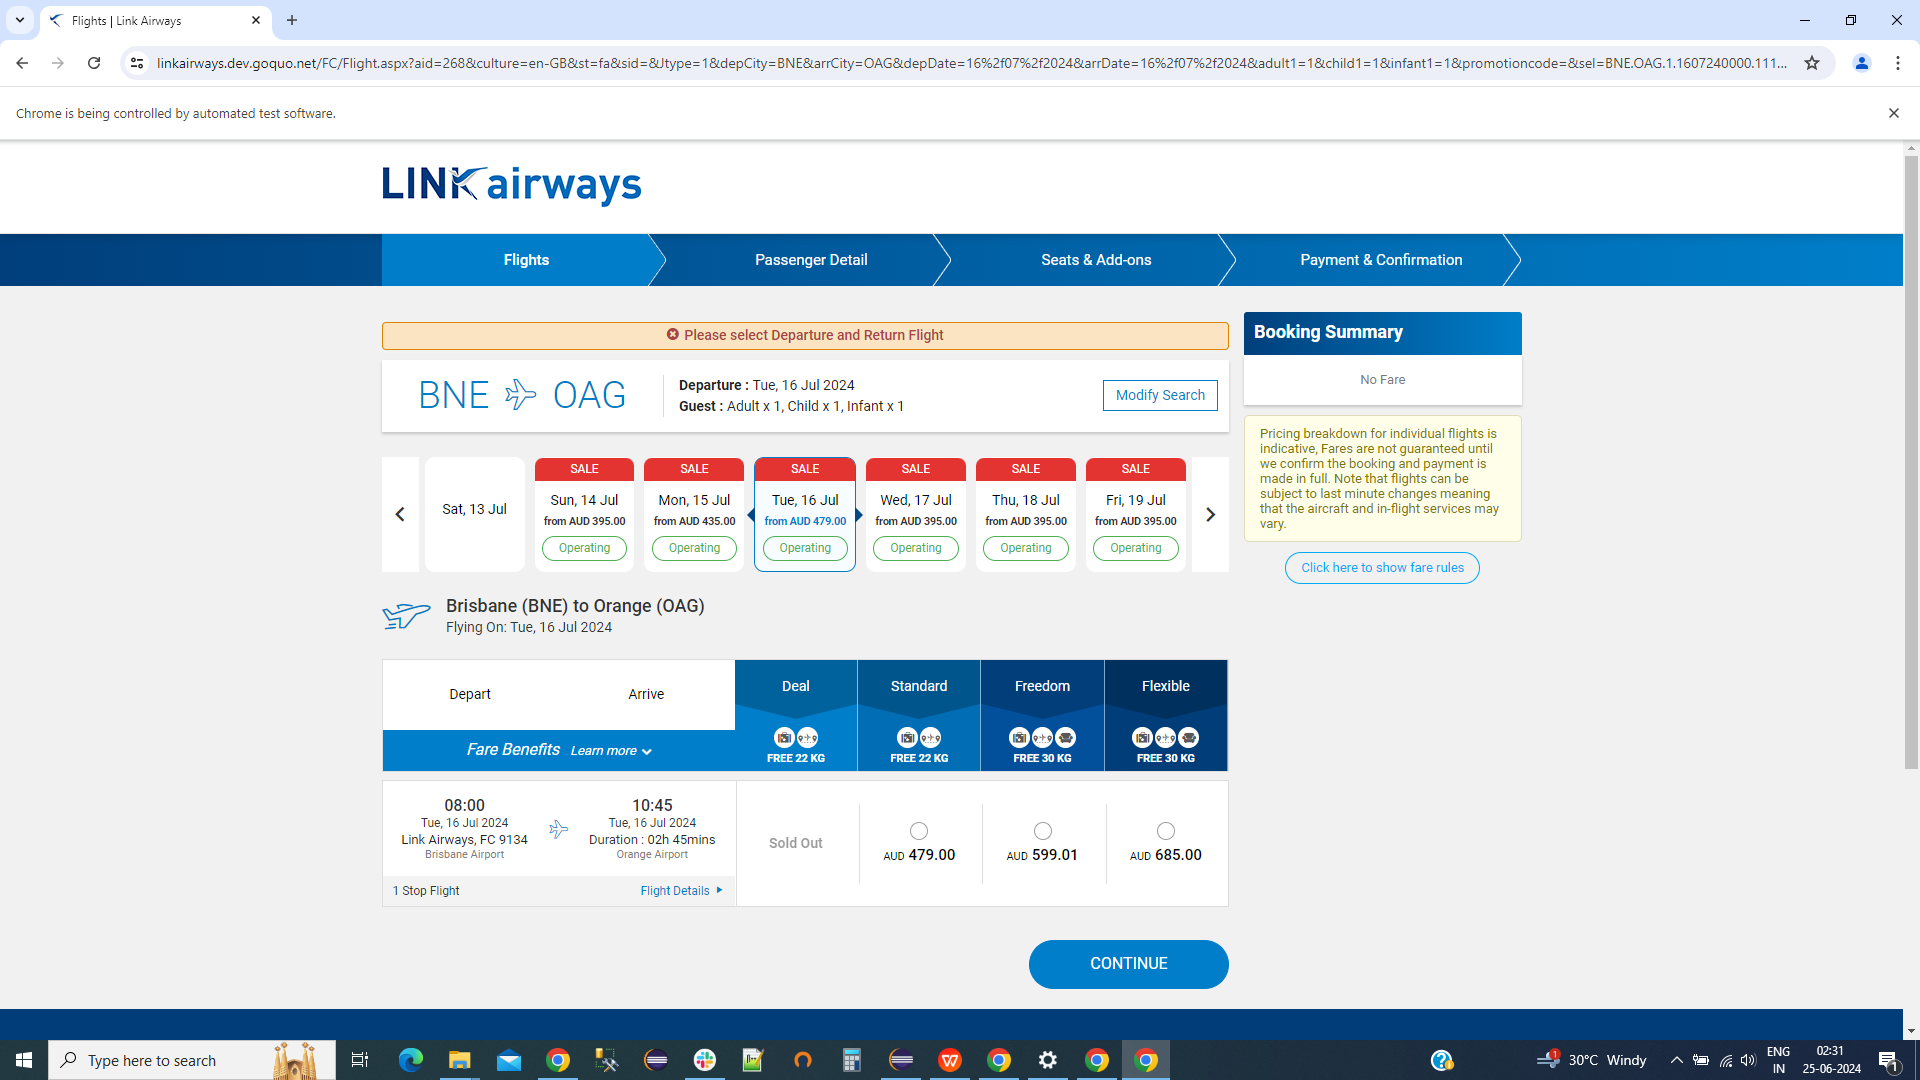 Flights | Link Airways
linkairways.dev.goquo.net/FC/Flight.aspx?aid=268&culture=en-GB&st=fa&sid=&Jtype=1&depCity=BNE&arrCity=OAG&depDate=16%2f07%2f2024&arrDate=16%2f07%2f2024&adult1=1&child1=1&infant1=1&promotioncode=&sel=BNE.OAG.1.1607240000.111...
Chrome is being controlled by automated test software.
LINK airways
Flights
Passenger Detail
Seats & Add-ons
Payment & Confirmation
Please select Departure and Return Flight
BNE OAG
Departure : Tue, 16 Jul 2024
Guest : Adult x 1, Child x 1, Infant x 1
Modify Search
Booking Summary
No Fare
Pricing breakdown for individual flights is
indicative, Fares are not guaranteed until
we confirm the booking and payment is
made in full. Note that flights can be
subject to last minute changes meaning
that the aircraft and in-flight services may
vary.
Click here to show fare rules
Sat, 13 Jul
SALE
Sun, 14 Jul
from AUD 395.00
Operating
SALE
Mon, 15 Jul
from AUD 435.00
Operating
SALE
Tue, 16 Jul
from AUD 479.00
Operating
SALE
Wed, 17 Jul
from AUD 395.00
Operating
SALE
Thu, 18 Jul
from AUD 395.00
Operating
SALE
Fri, 19 Jul
from AUD 395.00
Operating
Brisbane (BNE) to Orange (OAG)
Flying On: Tue, 16 Jul 2024
Depart
Arrive
Deal
Standard
Freedom
Flexible
Fare Benefits Learn more
FREE 22 KG
FREE 22 KG
FREE 30 KG
FREE 30 KG
08:00
Tue, 16 Jul 2024
Link Airways, FC 9134
Brisbane Airport
10:45
Tue, 16 Jul 2024
Duration : 02h 45mins
Orange Airport
1 Stop Flight
Flight Details
Sold Out
AUD 479.00
AUD 599.01
AUD 685.00
CONTINUE
Type here to search
1
30°C Windy
ENG
IN
02:31
25-06-2024
1